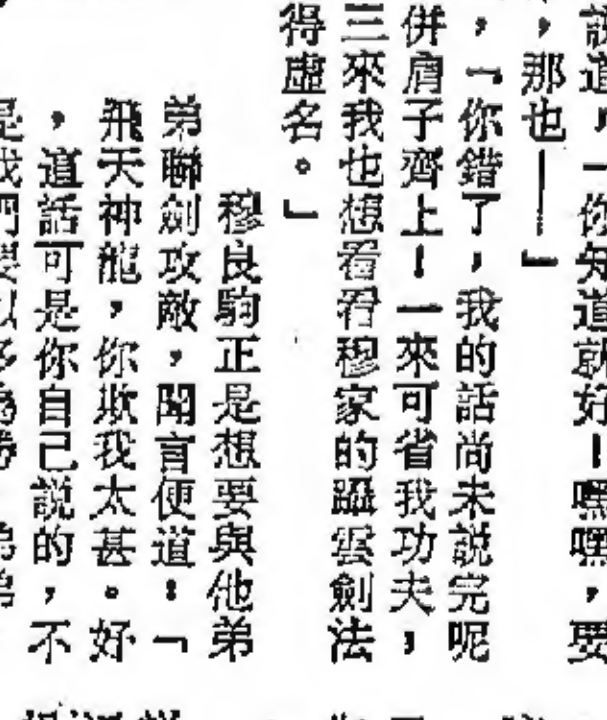 說道，「你知道就好！嘿嘿，要
，那也——」
，「你錯了，我的話尚未說完呢
併肩子齊上！一來可省我功夫；
三來我也想看看穆家的躡雲劍法
得虛名。」
穆良駒正是想要與他弟
弟聯劍攻敵，聞言便道：「
飛天神龍，你欺我太甚。好
，這話可是你自己說的，不
是我們要以多為勝